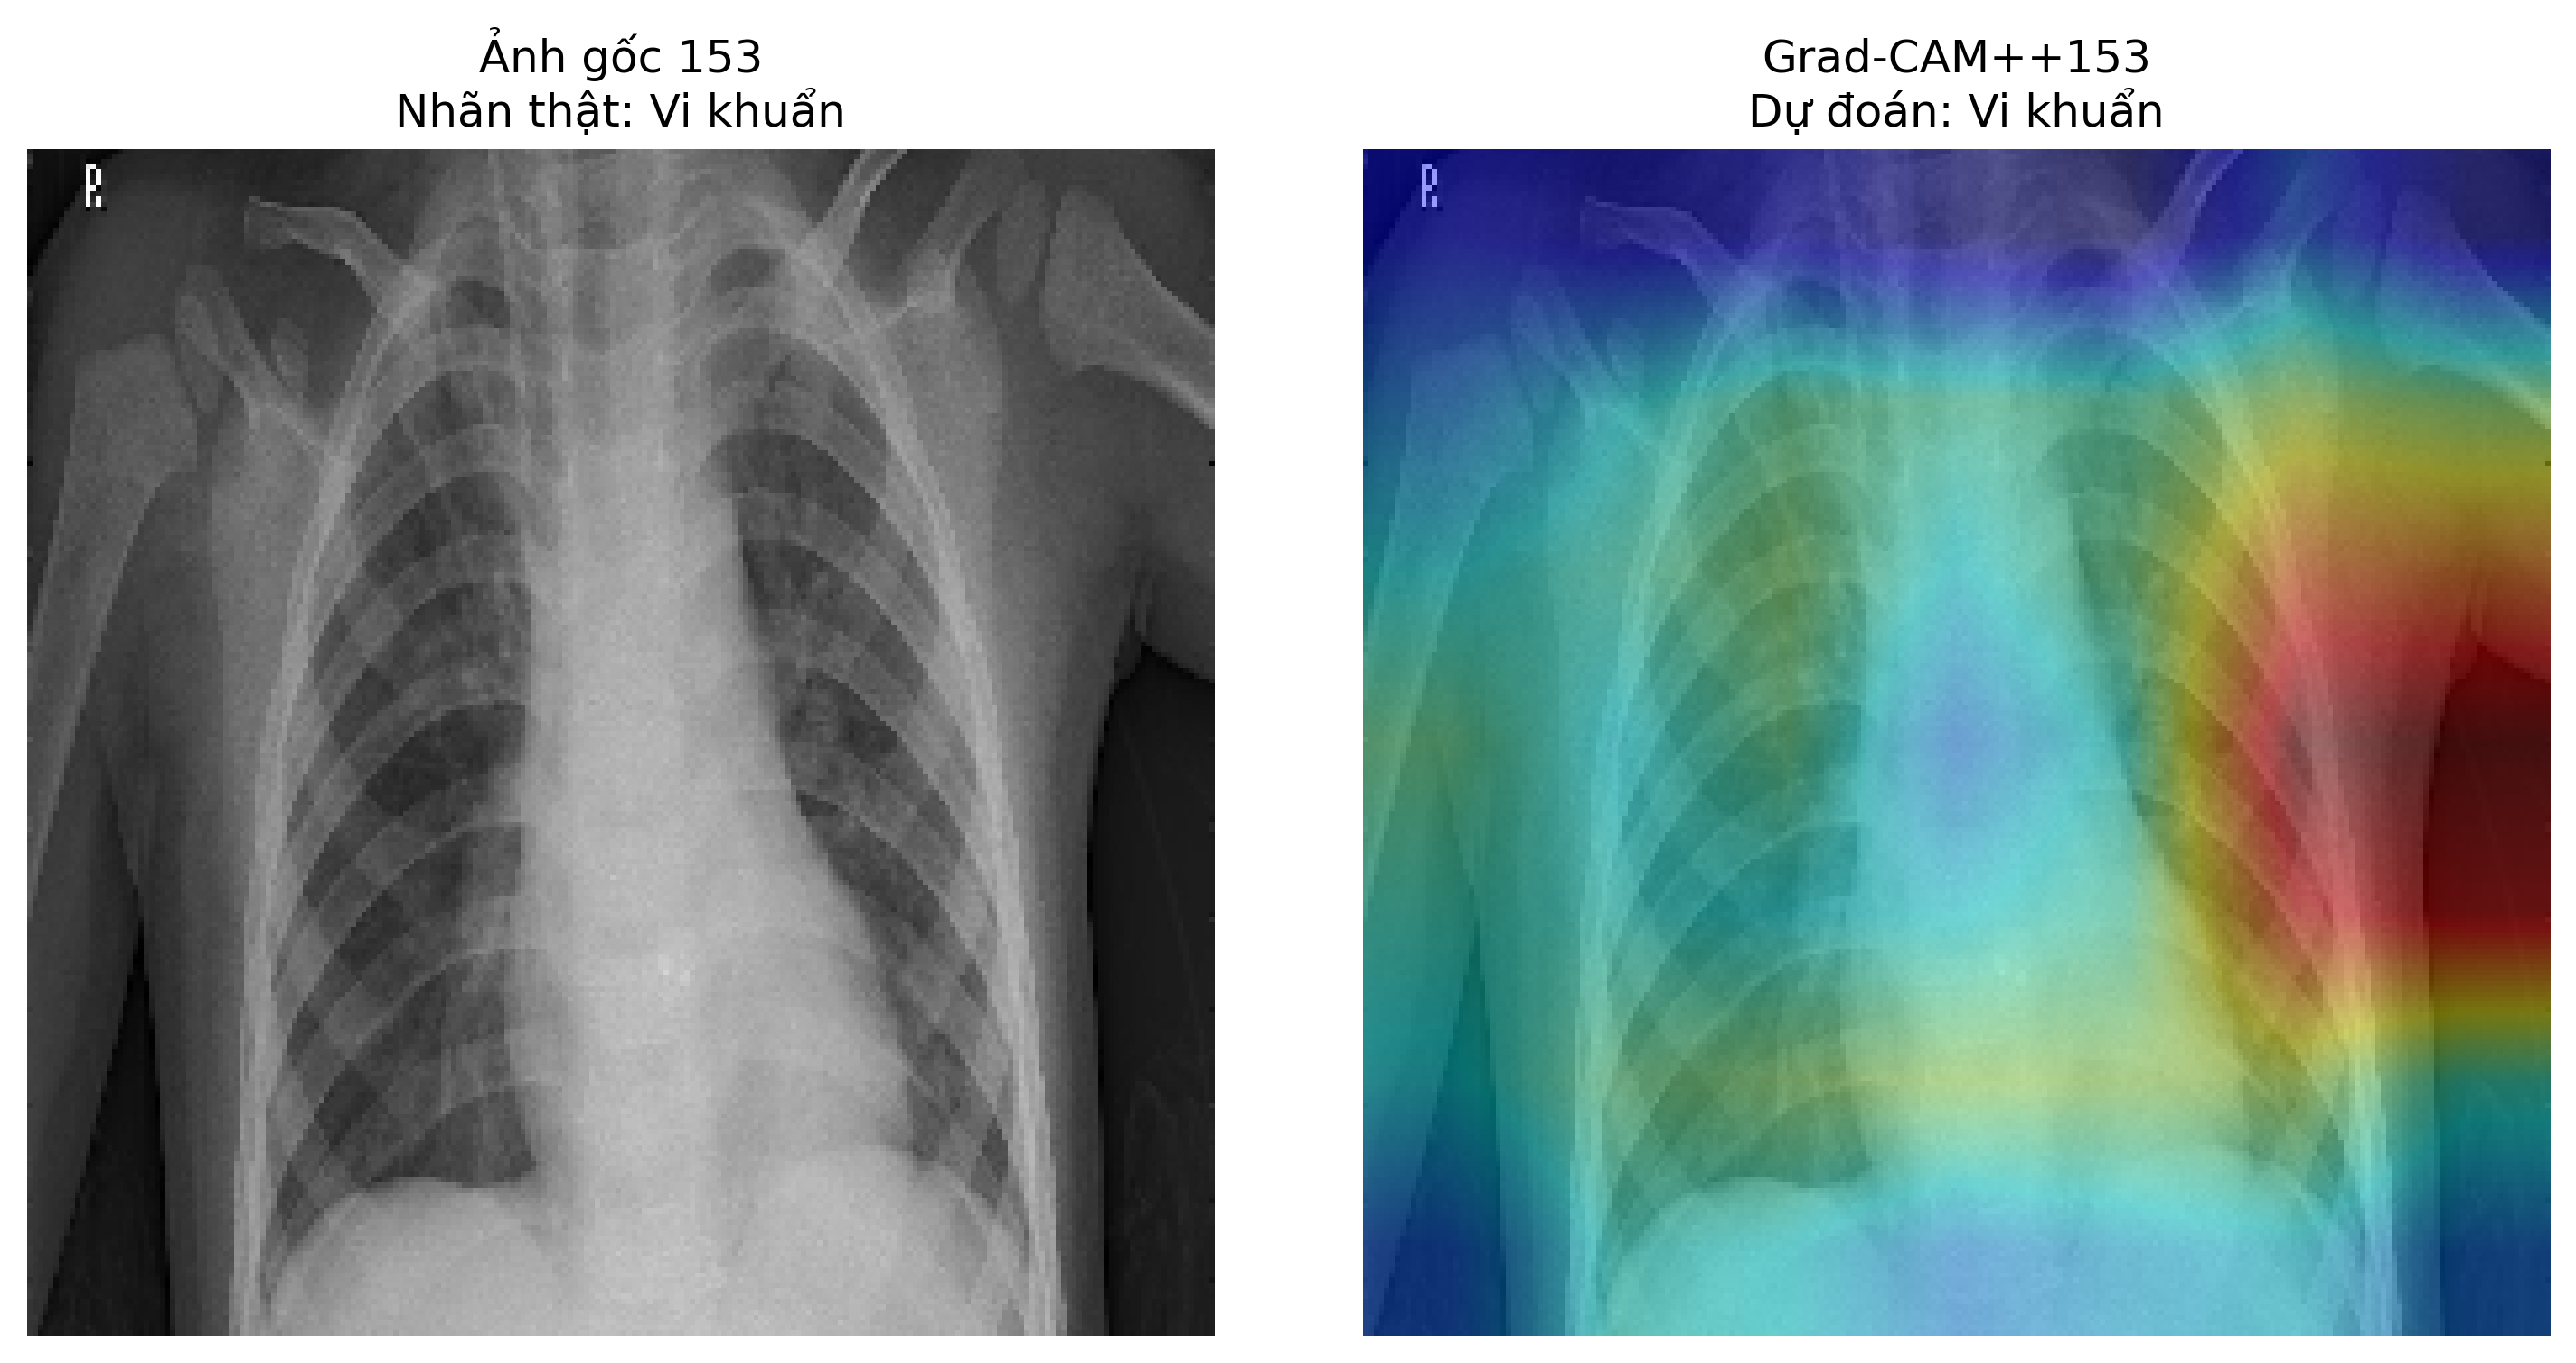 Ảnh gốc 153
Nhãn thật: Vi khuẩn
Grad-CAM++153
Dự đoán: Vi khuẩn
R
R